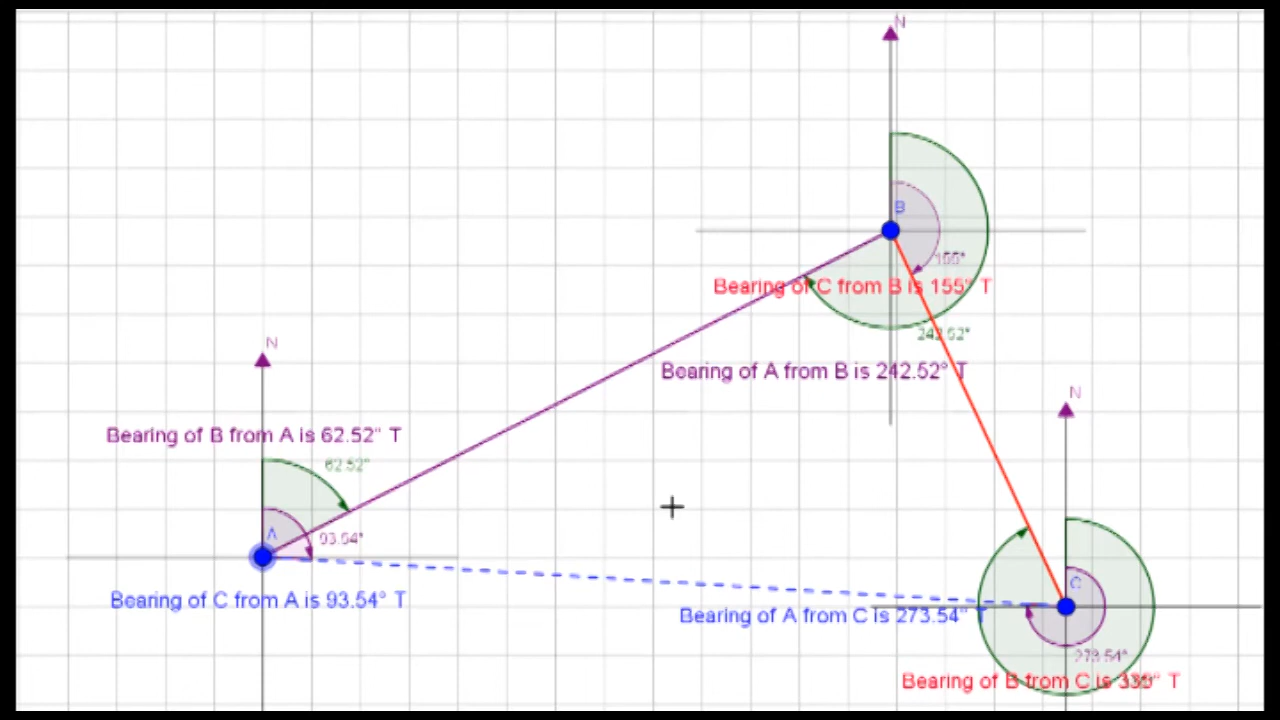 N
B
155°
Bearing of C from B is 155° T
242.52°
N
Bearing of A from B is 242.52° T
N
Bearing of B from A is 62.52° T
62.52°
A
93.54°
C
Bearing of C from A is 93.54° T
Bearing of A from C is 273.54° T
273.54°
Bearing of B from C is 335° T